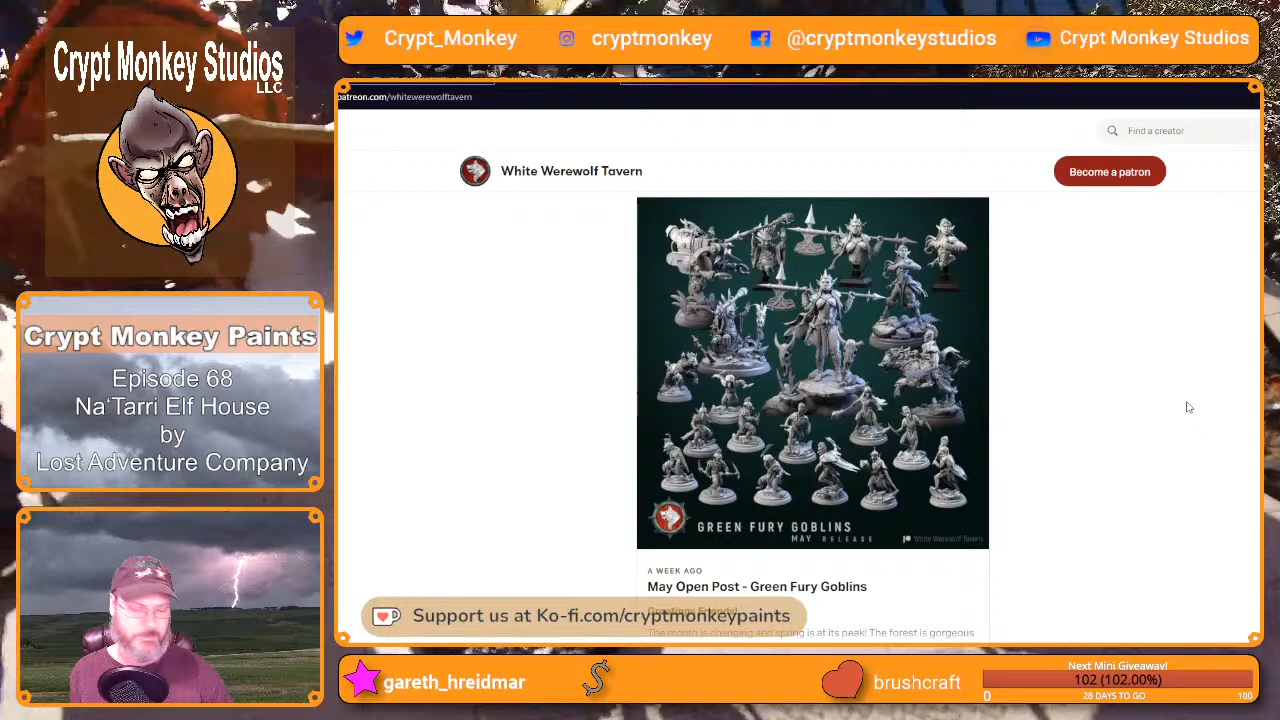 Crypt Monkey Studios
LLC
Crypt_Monkey
cryptmonkey
@cryptmonkeystudios
Crypt Monkey Studios
patreon.com/whitewerewolftavern
Find a creator
White Werewolf Tavern
Become a patron
GREEN FURY GOBLINS
MAY RELEASE
White Werewolf Tavern
A WEEK AGO
May Open Post - Green Fury Goblins
Greetings Friends!
The month is changing and spring is at its peak! The forest is gorgeous
Support us at Ko-fi.com/cryptmonkeypaints
Crypt Monkey Paints
Episode 68
Na'Tarri Elf House
by
Lost Adventure Company
gareth_hreidmar
brushcraft
Next Mini Giveaway!
102 (102.00%)
0
28 DAYS TO GO
100